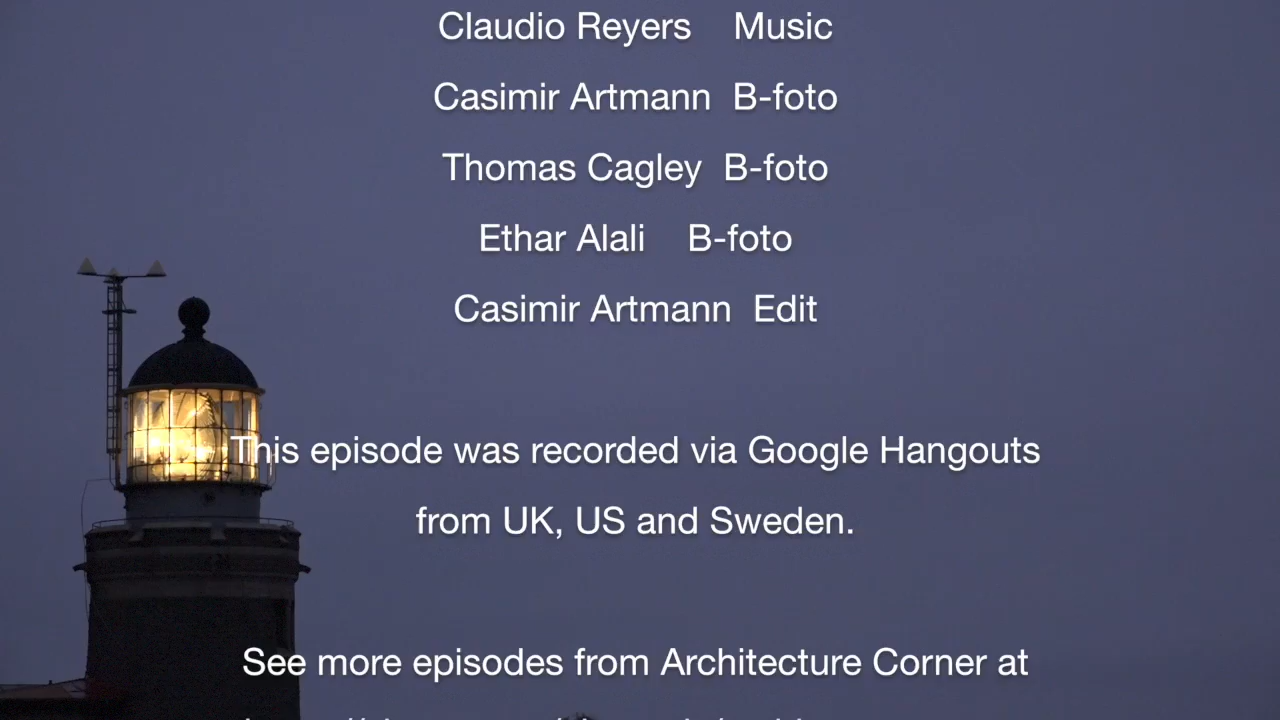 Claudio Reyers Music
Casimir Artmann B-foto
Thomas Cagley B-foto
Ethar Alali B-foto
Casimir Artmann Edit
This episode was recorded via Google Hangouts
from UK, US and Sweden.
See more episodes from Architecture Corner at